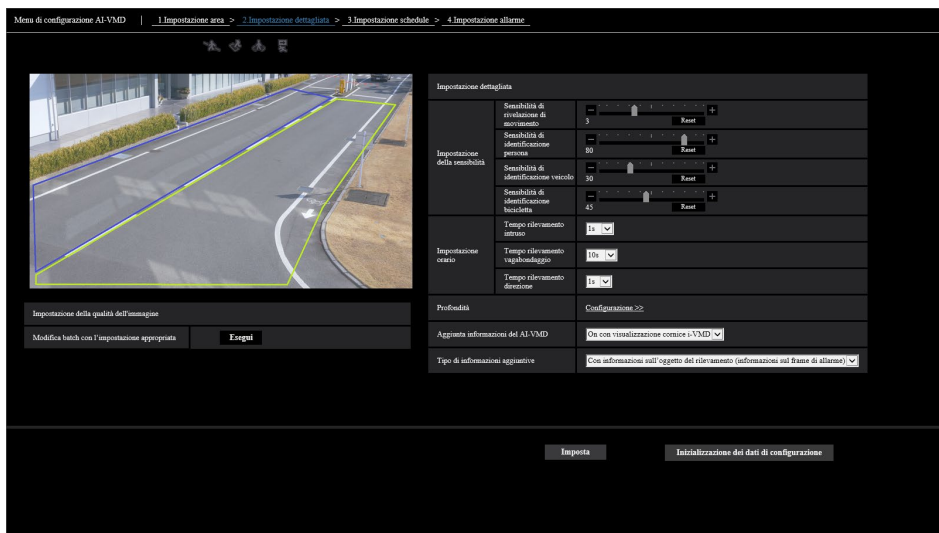 Menu di configurazione AI-VMD | 1.Impostazione area > 2.Impostazione dettagliata > 3.Impostazione schedule > 4.Impostazione allarme
Impostazione dettagliata
Impostazione della sensibilità
Sensibilità di rivelazione di movimento
3
Reset
Sensibilità di identificazione persona
80
Reset
Sensibilità di identificazione veicolo
30
Reset
Sensibilità di identificazione bicicletta
45
Reset
Impostazione orario
Tempo rilevamento intruso
1s
Tempo rilevamento vagabondaggio
10s
Tempo rilevamento direzione
1s
Profondità
Configurazione >>
Aggiunta informazioni del AI-VMD
On con visualizzazione cornice i-VMD
Tipo di informazioni aggiuntive
Con informazioni sull'oggetto del rilevamento (informazioni sul frame di allarme)
Impostazione della qualità dell'immagine
Modifica batch con l'impostazione appropriata
Esegui
Imposta
Inizializzazione dei dati di configurazione